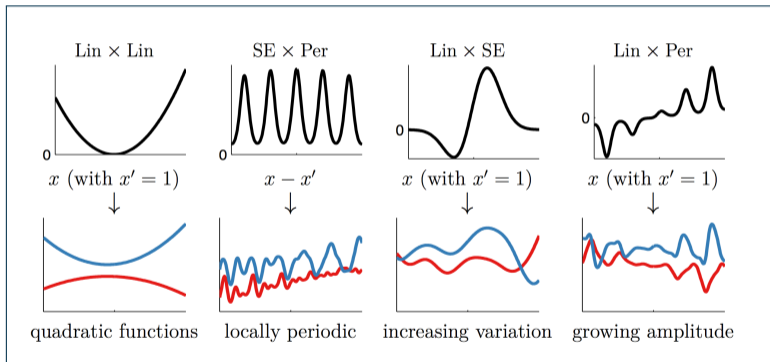 Lin × Lin
SE × Per
Lin × SE
Lin × Per
0
0
0
0
x (with x′ = 1)
x − x′
x (with x′ = 1)
x (with x′ = 1)
↓
↓
↓
↓
quadratic functions
locally periodic
increasing variation
growing amplitude